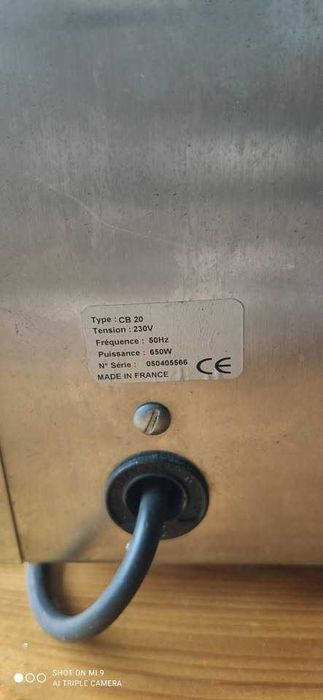 Type : CB 20
Tension : 230V
Fréquence : 50Hz
Puissance : 650W
N° Série : 050405566
MADE IN FRANCE
CE
SHOT ON MI 9
AI TRIPLE CAMERA